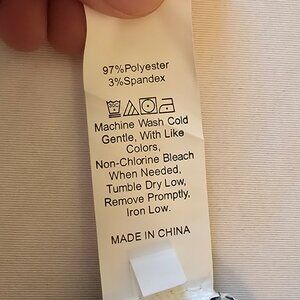 97%Polyester
3%Spandex
Machine Wash Cold
Gentle, With Like
Colors,
Non-Chlorine Bleach
When Needed,
Tumble Dry Low,
Remove Promptly,
Iron Low.
MADE IN CHINA